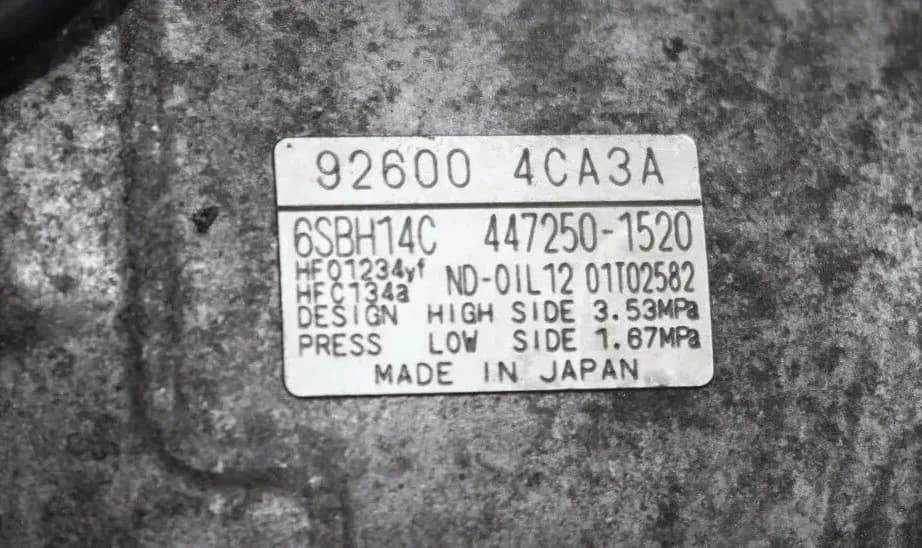 92600 4CA3A
6SBH14C 447250-1520
HFO1234yf
HFC134a ND-OIL12 01T02582
DESIGN HIGH SIDE 3.53MPa
PRESS LOW SIDE 1.67MPa
MADE IN JAPAN